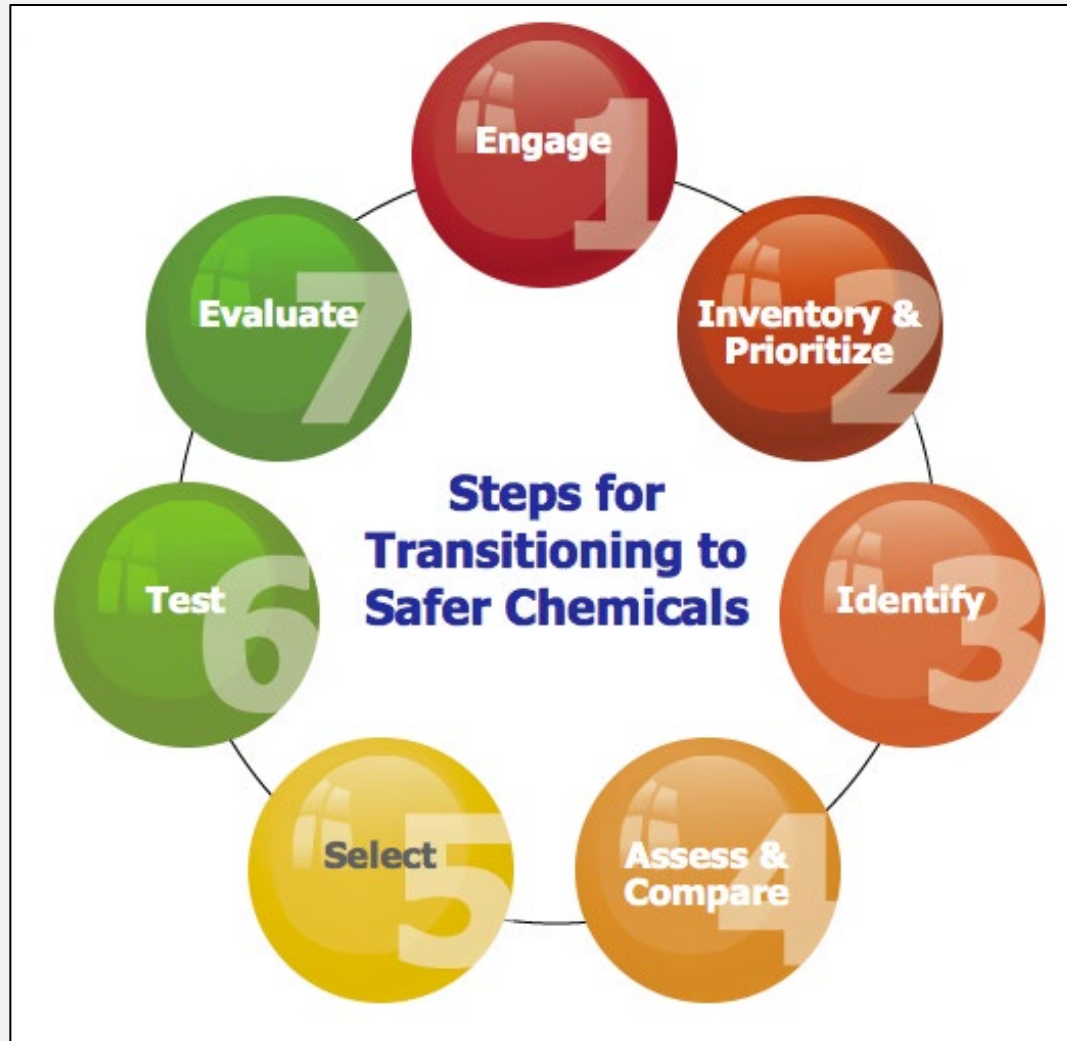 Engage
1
Inventory &
Prioritize
2
Identify
3
Assess &
Compare
4
Select
5
Test
6
Evaluate
7
Steps for
Transitioning to
Safer Chemicals